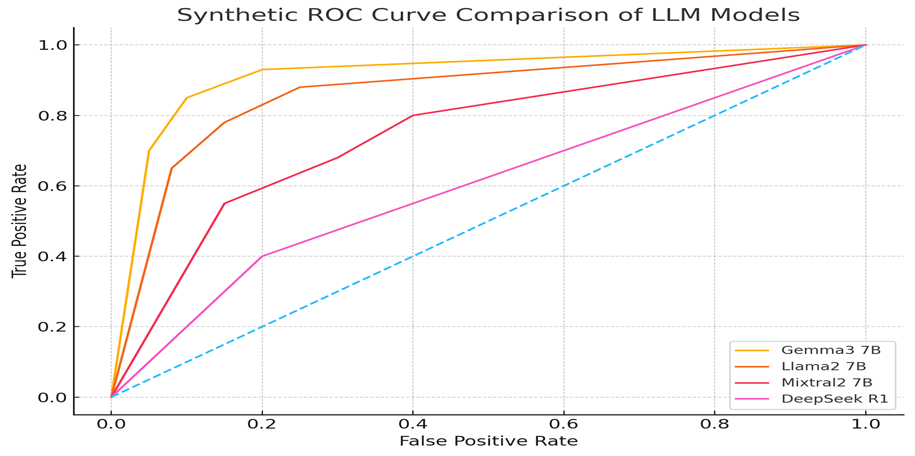 Synthetic ROC Curve Comparison of LLM Models
True Positive Rate
1.0
0.8
0.6
0.4
0.2
0.0
0.0 0.2 0.4 0.6 0.8 1.0
False Positive Rate
Gemma3 7B
Llama2 7B
Mixtral2 7B
DeepSeek R1